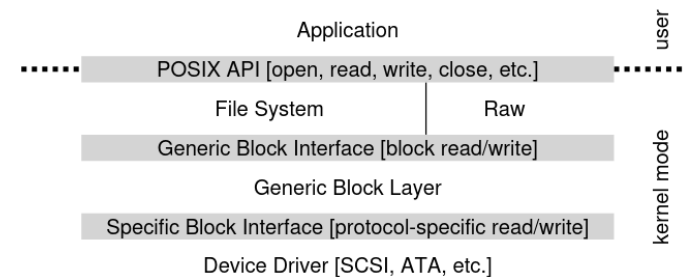 Application
POSIX API [open, read, write, close, etc.]
File System
Raw
Generic Block Interface [block read/write]
Generic Block Layer
Specific Block Interface [protocol-specific read/write]
Device Driver [SCSI, ATA, etc.]
user
kernel mode